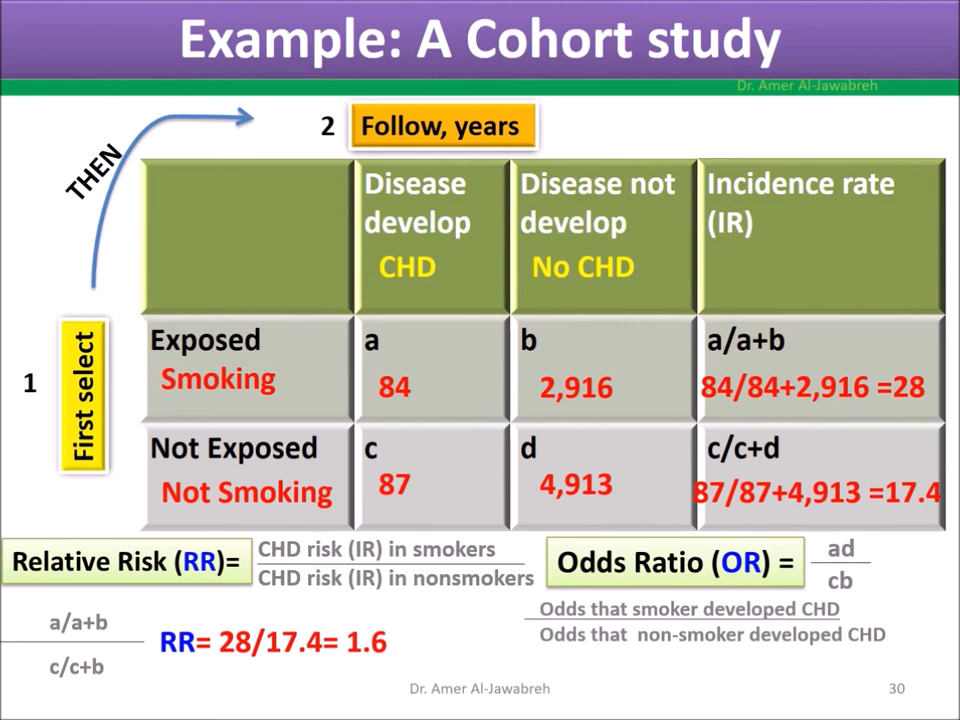 Example: A Cohort study
Dr. Amer Al-Jawabreh
THEN
2 Follow, years
Disease develop CHD
Disease not develop No CHD
Incidence rate (IR)
1 First select
Exposed Smoking
a 84
b 2,916
a/a+b 84/84+2,916 =28
Not Exposed Not Smoking
c 87
d 4,913
c/c+d 87/87+4,913 =17.4
Relative Risk (RR)=
CHD risk (IR) in smokers
CHD risk (IR) in nonsmokers
Odds Ratio (OR) =
ad
cb
Odds that smoker developed CHD
Odds that non-smoker developed CHD
a/a+b
c/c+b
RR= 28/17.4= 1.6
Dr. Amer Al-Jawabreh
30